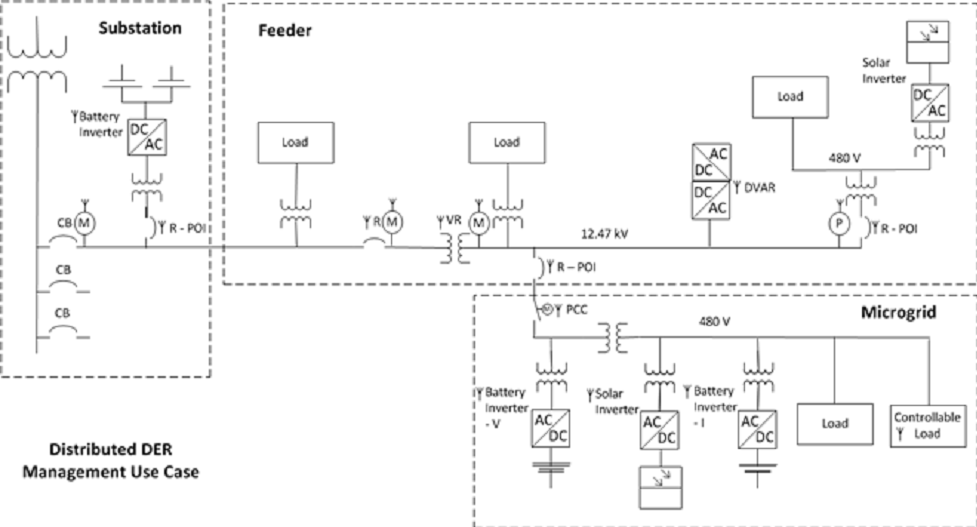 Substation
Feeder
Solar
Inverter
DC
AC
Load
Battery
Inverter
DC
AC
Load
Load
AC
DC
DC
AC
DVAR
480 V
CB
M
R - POI
R
M
VR
M
12.47 kV
P
R - POI
CB
R – POI
CB
M
PCC
480 V
Microgrid
Battery
Inverter
- V
AC
DC
Solar
Inverter
AC
DC
Battery
Inverter
- I
AC
DC
Load
Controllable
Load
Distributed DER
Management Use Case